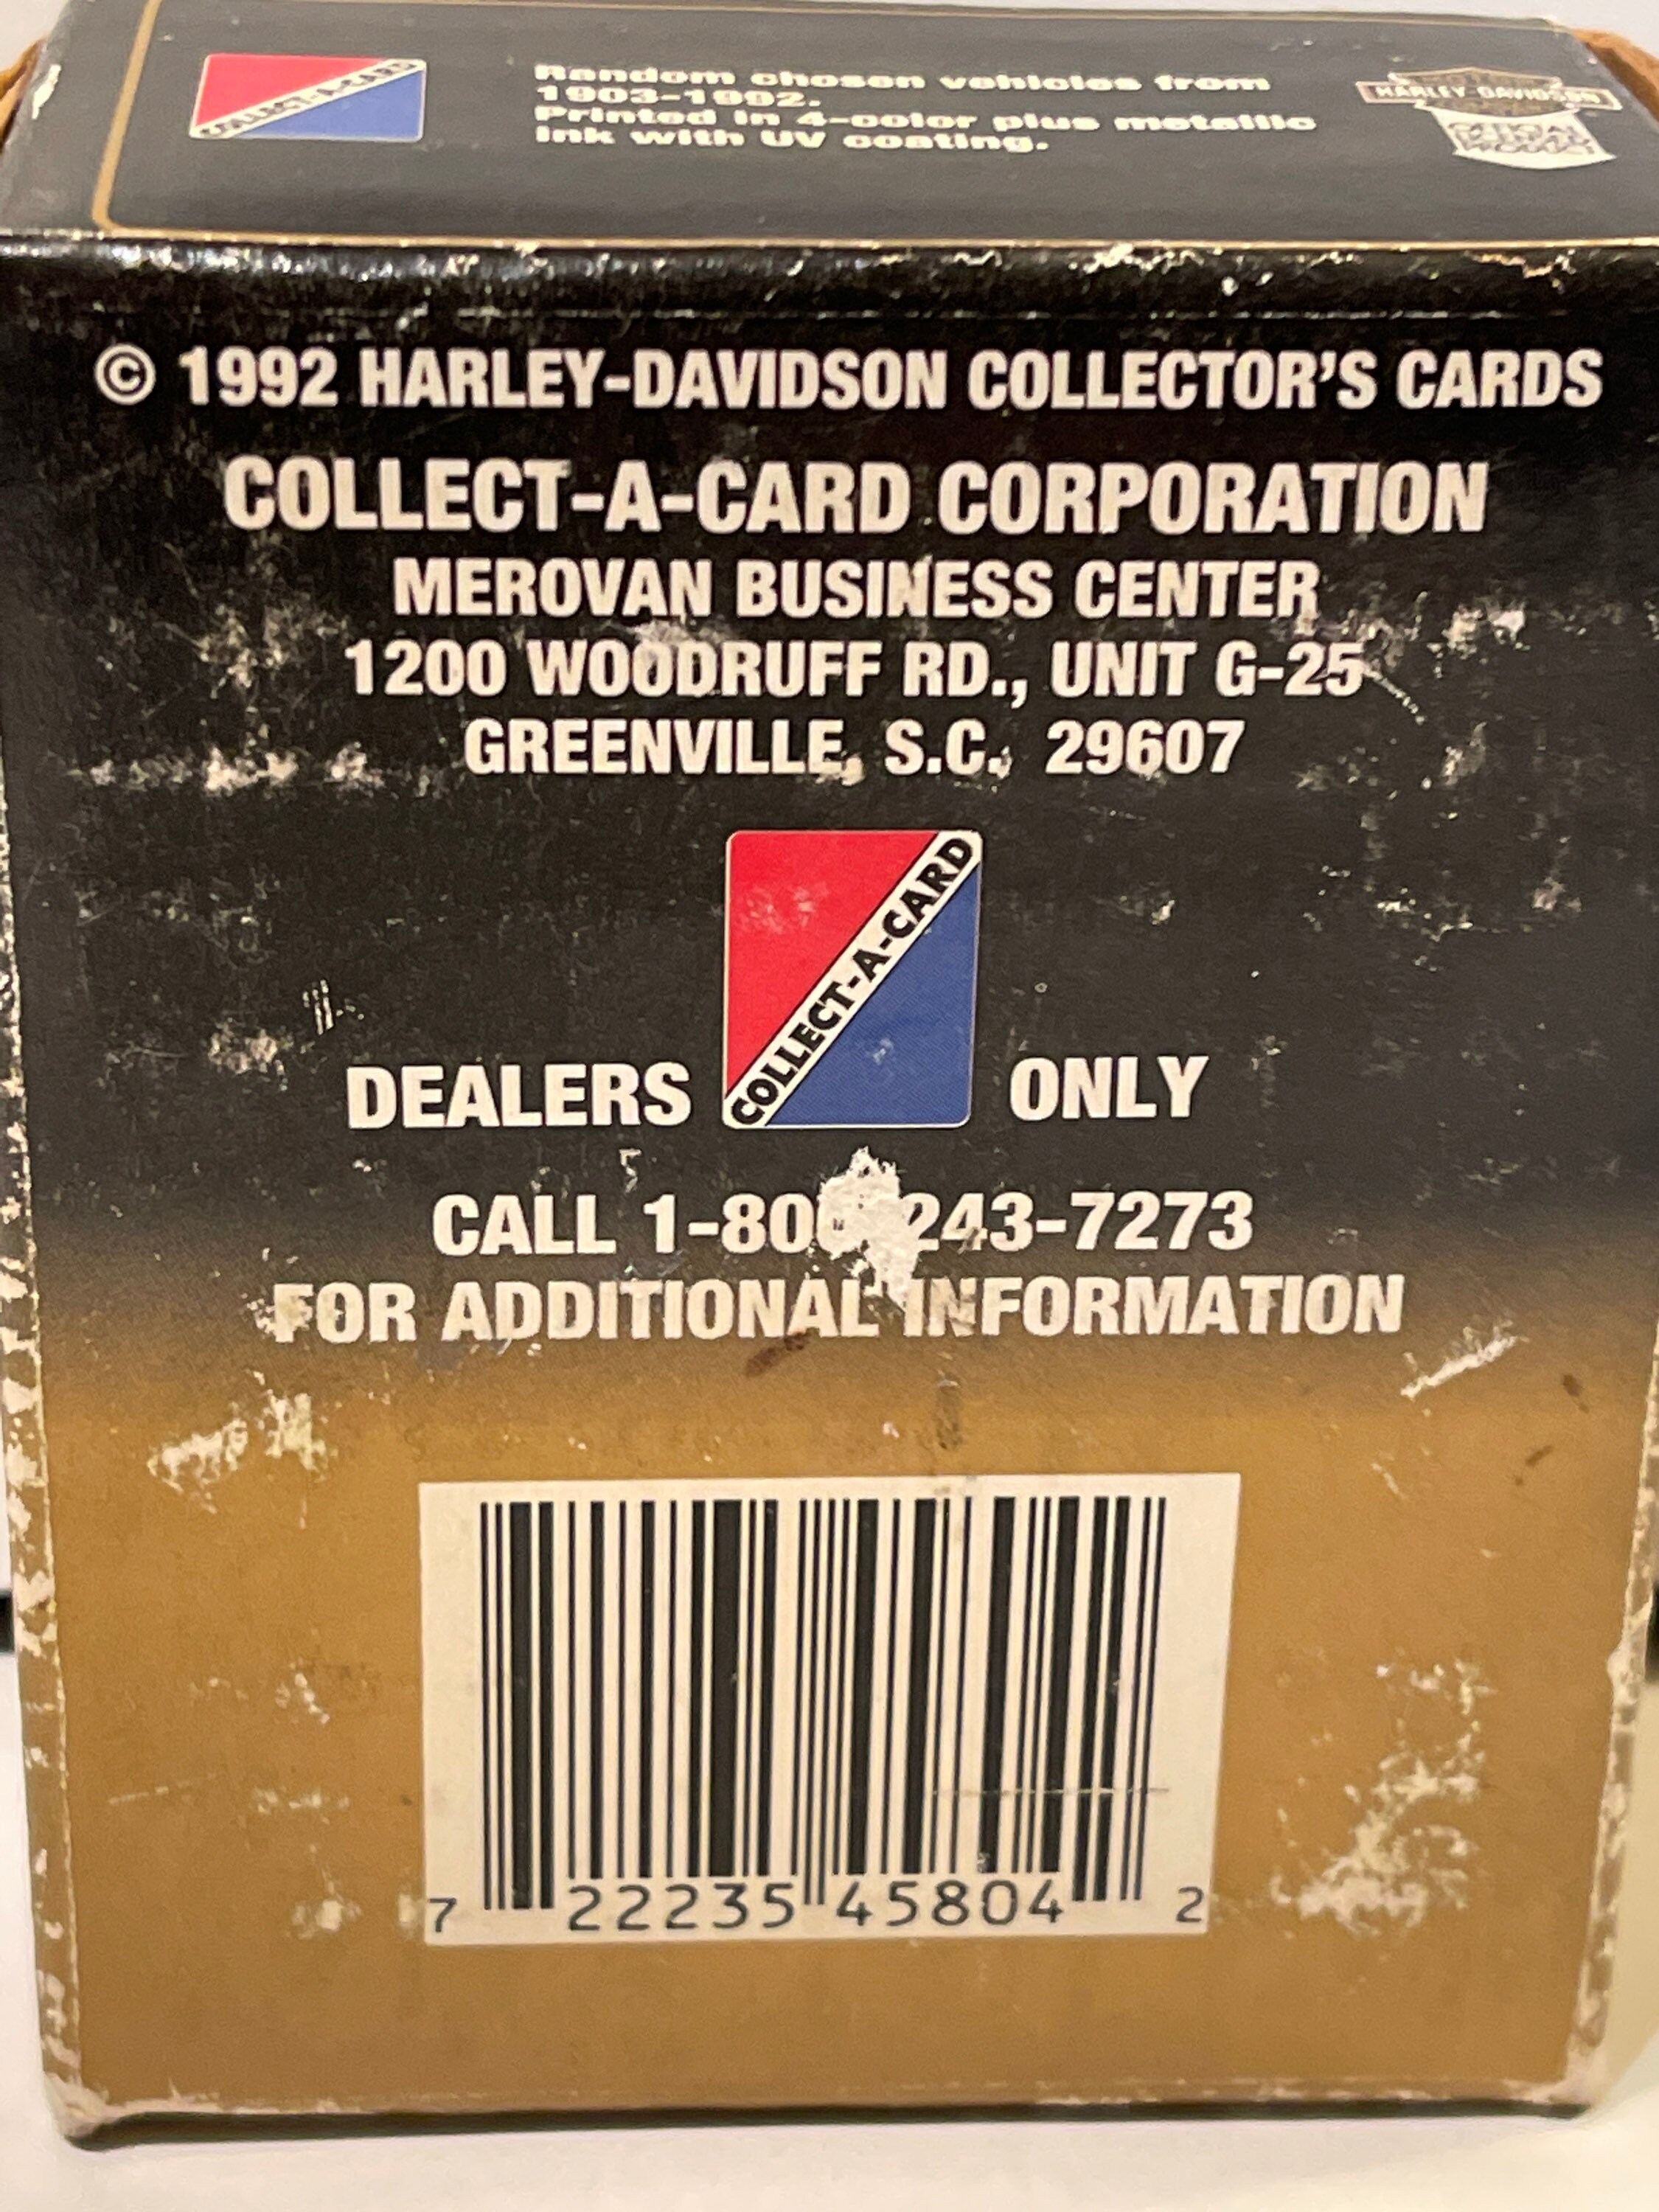 COLLECT-A-CARD
Random chosen vehicles from
1903-1992.
Printed in 4-color plus metallic
ink with UV coating.
HARLEY-DAVIDSON
© 1992 HARLEY-DAVIDSON COLLECTOR'S CARDS
COLLECT-A-CARD CORPORATION
MEROVAN BUSINESS CENTER
1200 WOODRUFF RD., UNIT G-25
GREENVILLE, S.C. 29607
COLLECT-A-CARD
DEALERS ONLY
CALL 1-80 243-7273
FOR ADDITIONAL INFORMATION
7 22235 45804 2